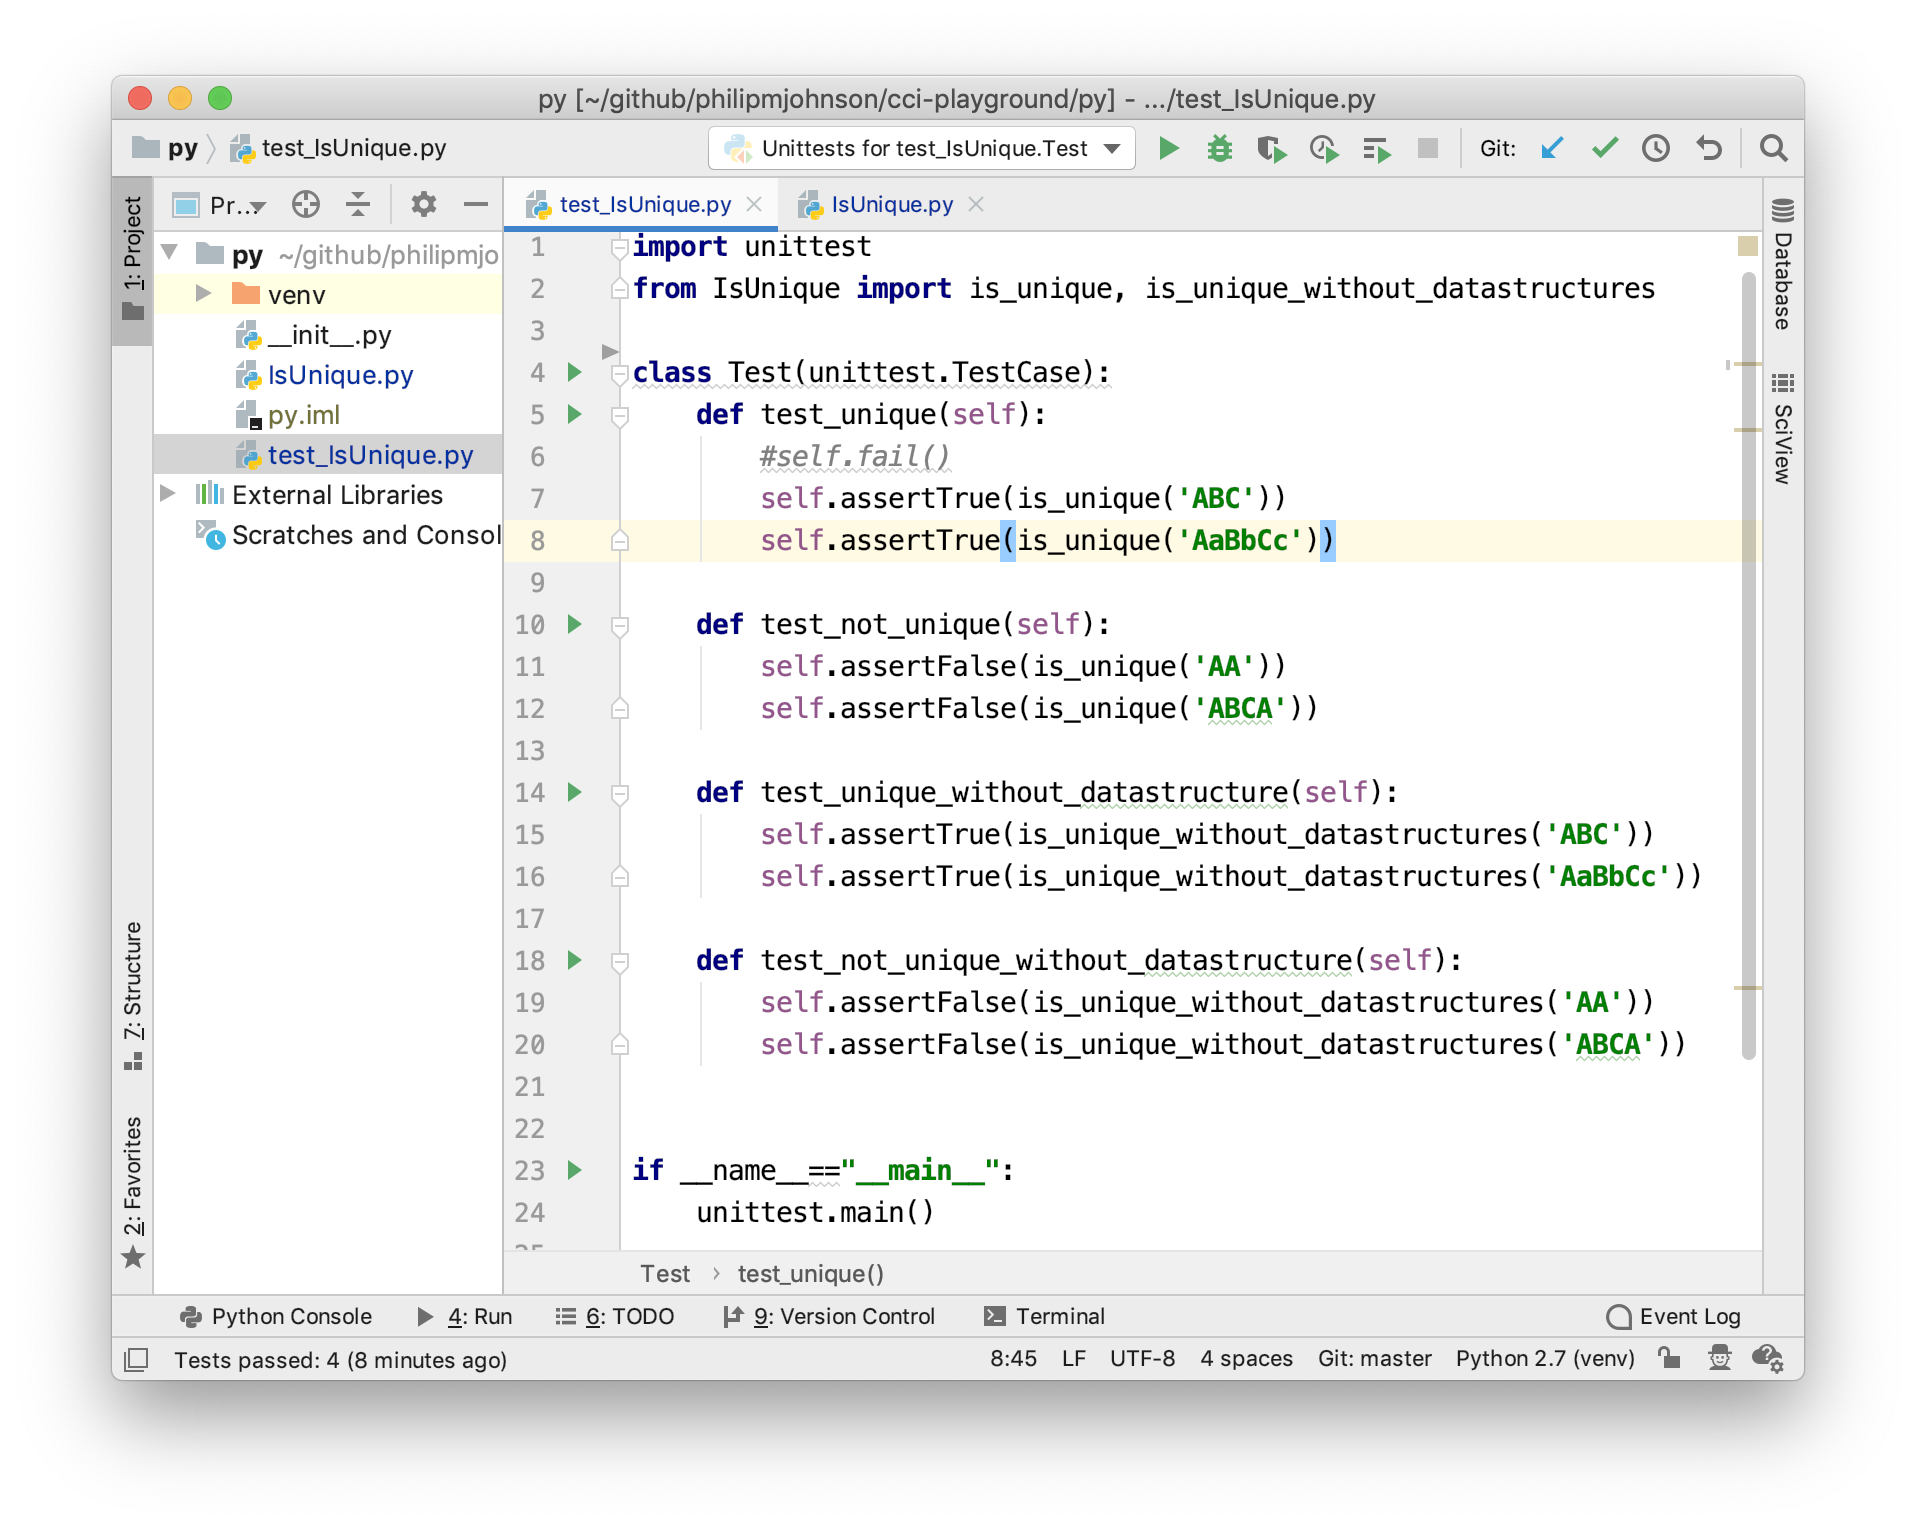 py [~/github/philipmjohnson/cci-playground/py] - .../test_IsUnique.py
py test_IsUnique.py Unittests for test_IsUnique.Test Git:
1: Project
Pr...
py ~/github/philipmjo
venv
__init__.py
IsUnique.py
py.iml
test_IsUnique.py
External Libraries
Scratches and Consol
7: Structure
2: Favorites
test_IsUnique.py IsUnique.py
1 import unittest
2 from IsUnique import is_unique, is_unique_without_datastructures
3
4 class Test(unittest.TestCase):
5     def test_unique(self):
6         #self.fail()
7         self.assertTrue(is_unique('ABC'))
8         self.assertTrue(is_unique('AaBbCc'))
9
10     def test_not_unique(self):
11         self.assertFalse(is_unique('AA'))
12         self.assertFalse(is_unique('ABCA'))
13
14     def test_unique_without_datastructure(self):
15         self.assertTrue(is_unique_without_datastructures('ABC'))
16         self.assertTrue(is_unique_without_datastructures('AaBbCc'))
17
18     def test_not_unique_without_datastructure(self):
19         self.assertFalse(is_unique_without_datastructures('AA'))
20         self.assertFalse(is_unique_without_datastructures('ABCA'))
21
22
23 if __name__=="__main__":
24     unittest.main()
Database
SciView
Test › test_unique()
Python Console 4: Run 6: TODO 9: Version Control Terminal Event Log
Tests passed: 4 (8 minutes ago) 8:45 LF UTF-8 4 spaces Git: master Python 2.7 (venv)